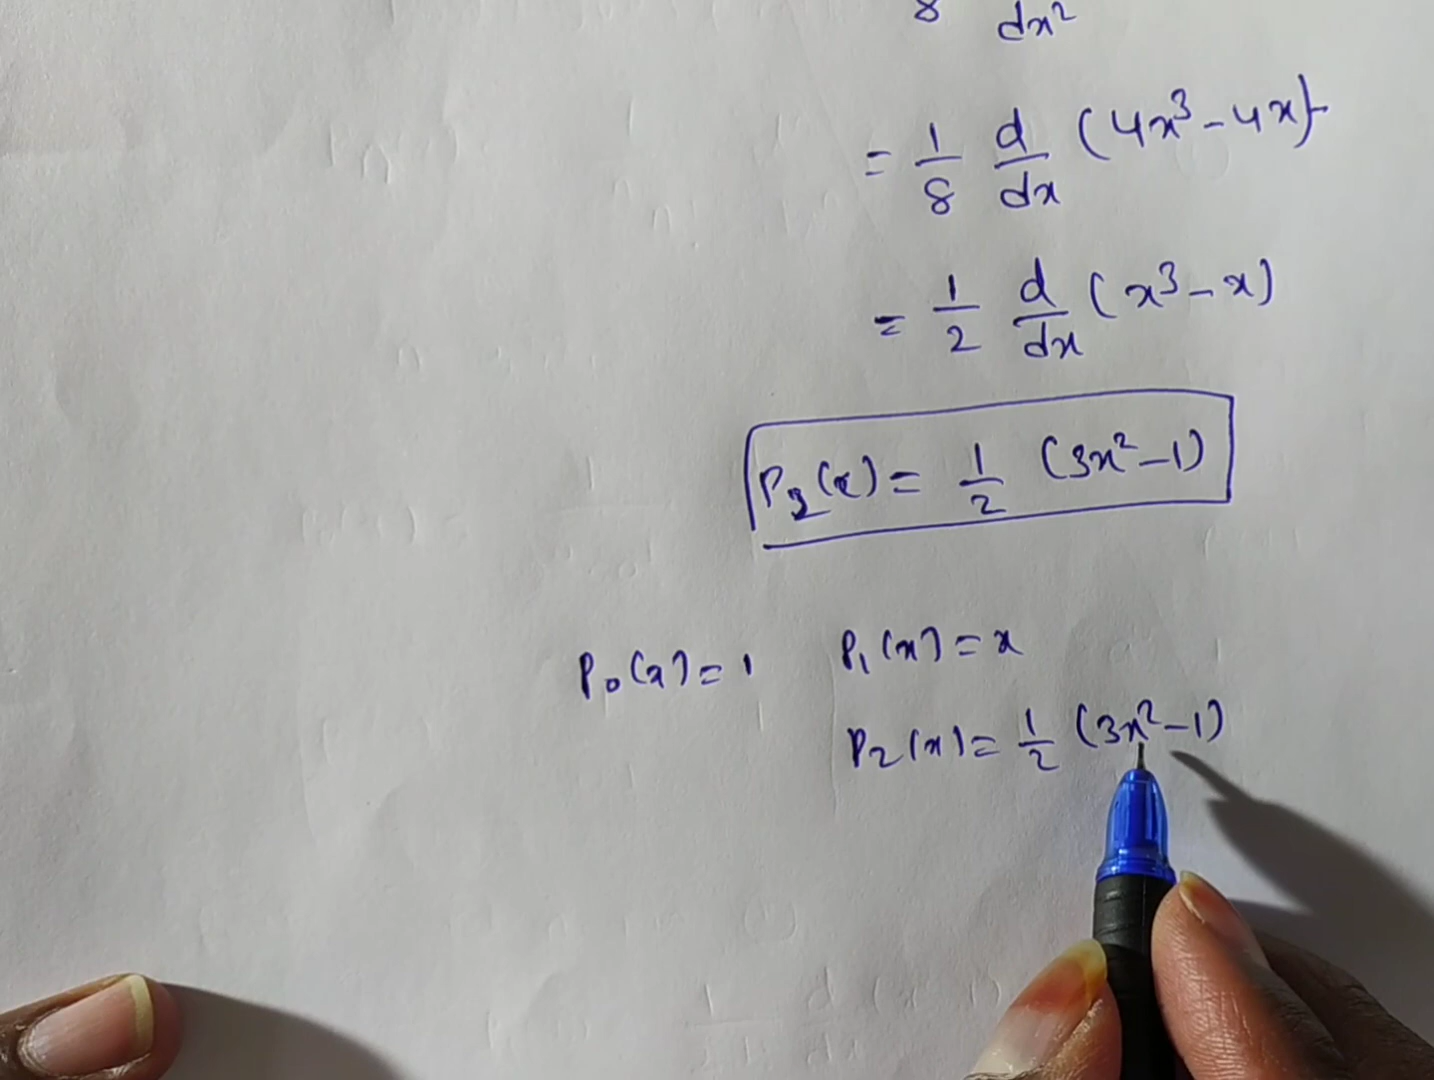 8 dx²
= 1/8 d/dx (4x³-4x)
= 1/2 d/dx (x³-x)
P₂(x) = 1/2 (3x²-1)
P₀(x) = 1 P₁(x) = x
P₂(x) = 1/2 (3x²-1)